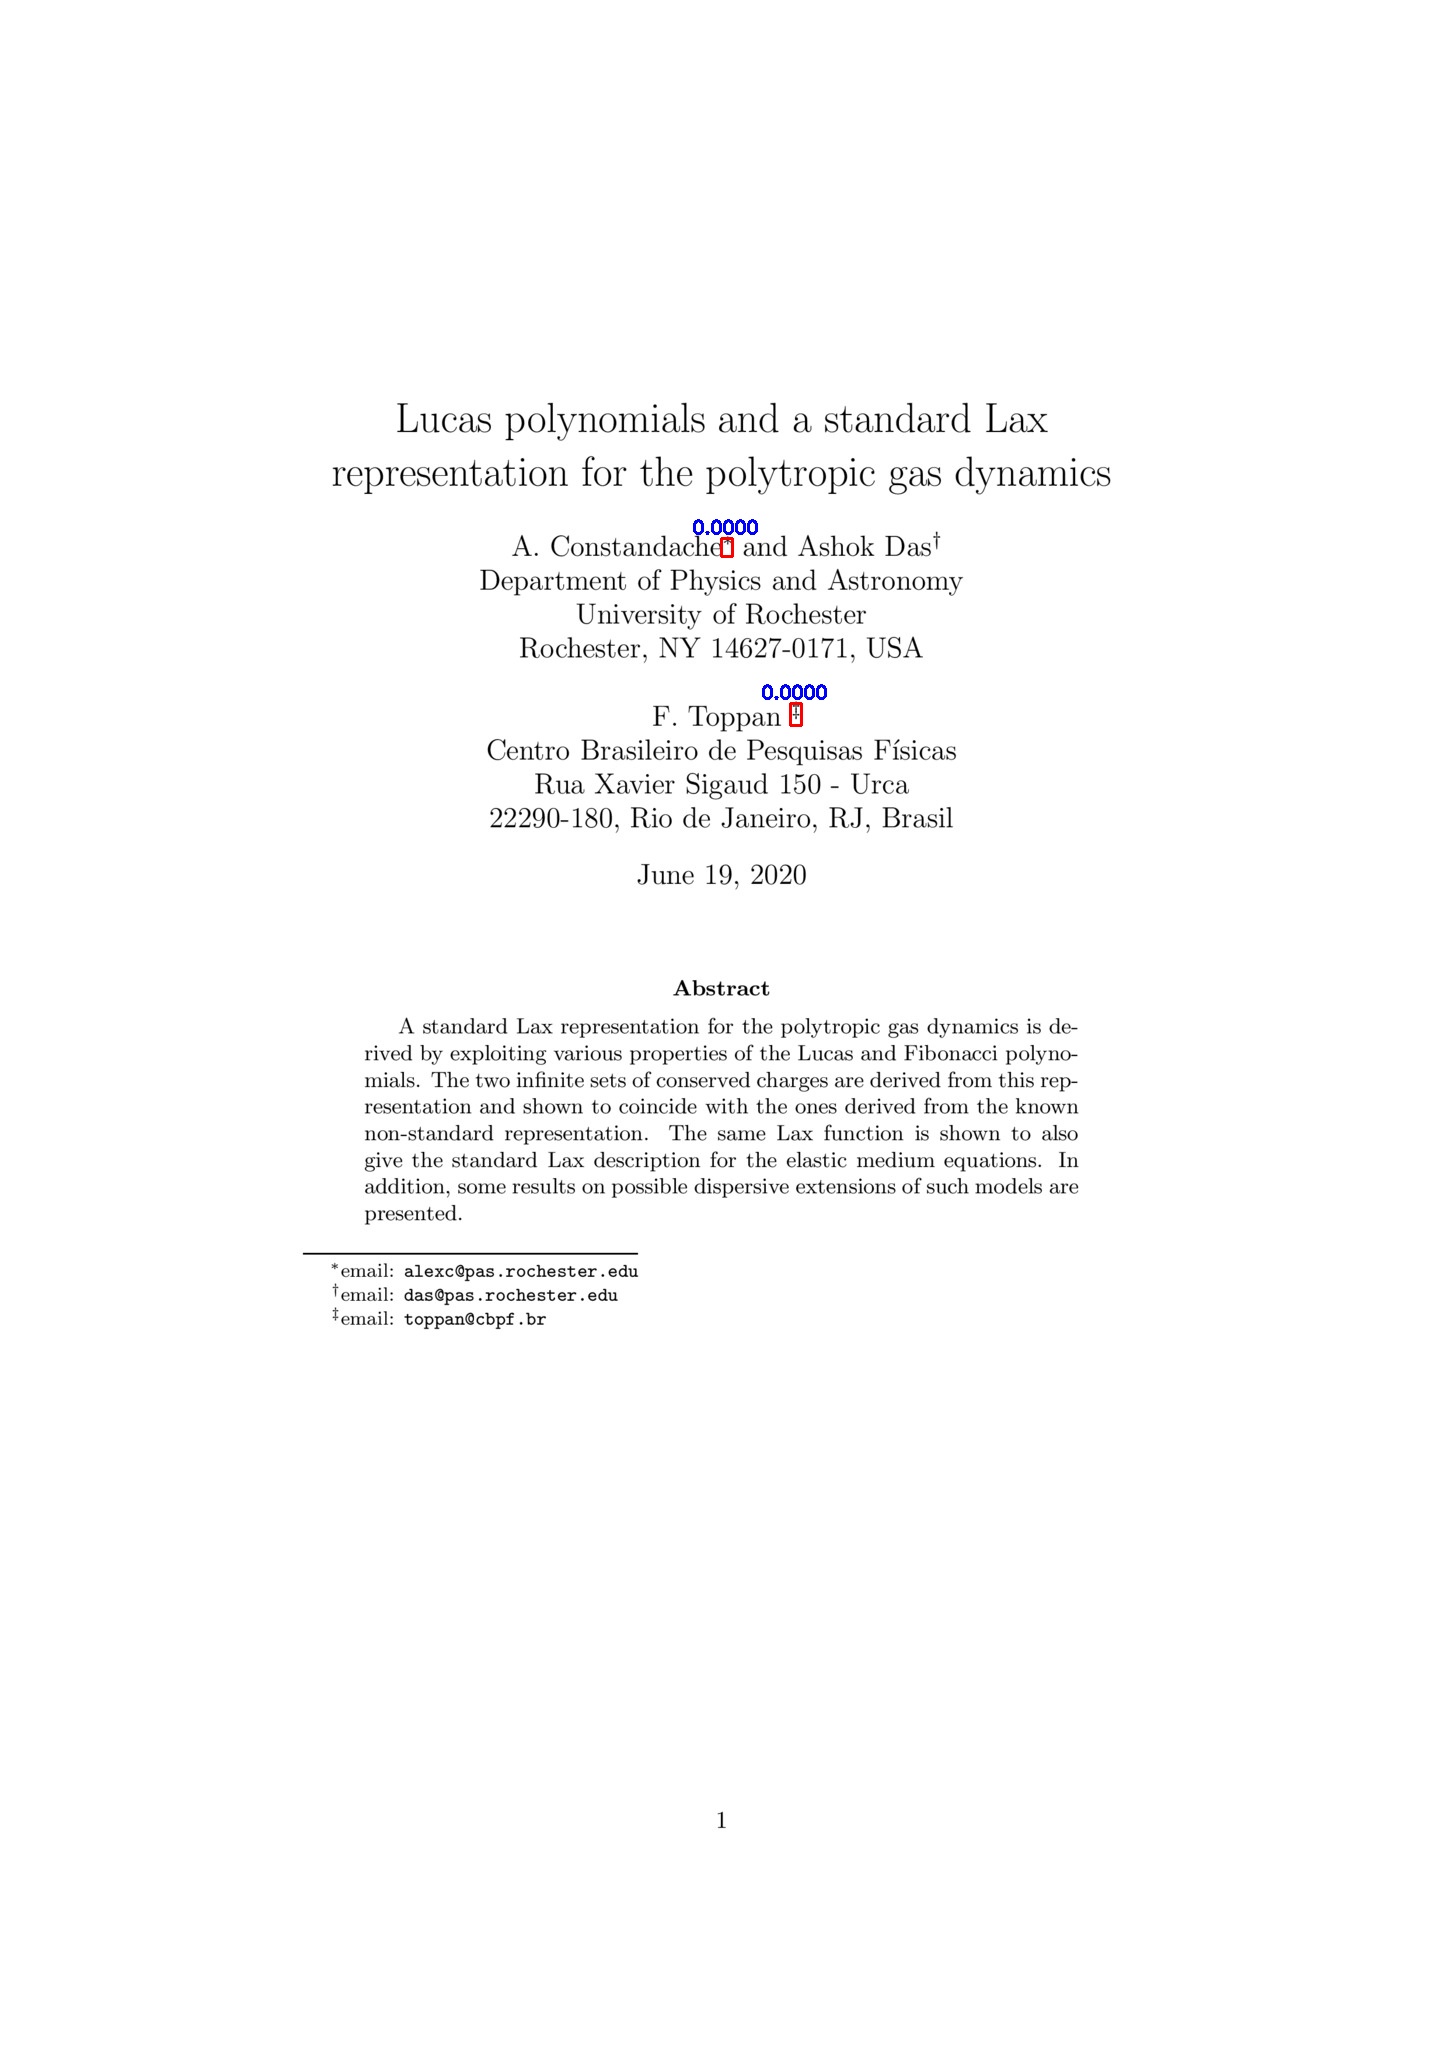 Lucas polynomials and a standard Lax
representation for the polytropic gas dynamics
0.0000
A. Constandache* and Ashok Das†
Department of Physics and Astronomy
University of Rochester
Rochester, NY 14627-0171, USA
0.0000
F. Toppan ‡
Centro Brasileiro de Pesquisas Físicas
Rua Xavier Sigaud 150 - Urca
22290-180, Rio de Janeiro, RJ, Brasil
June 19, 2020
Abstract
A standard Lax representation for the polytropic gas dynamics is de-
rived by exploiting various properties of the Lucas and Fibonacci polyno-
mials. The two infinite sets of conserved charges are derived from this rep-
resentation and shown to coincide with the ones derived from the known
non-standard representation. The same Lax function is shown to also
give the standard Lax description for the elastic medium equations. In
addition, some results on possible dispersive extensions of such models are
presented.
*email: alexc@pas.rochester.edu
†email: das@pas.rochester.edu
‡email: toppan@cbpf.br
1